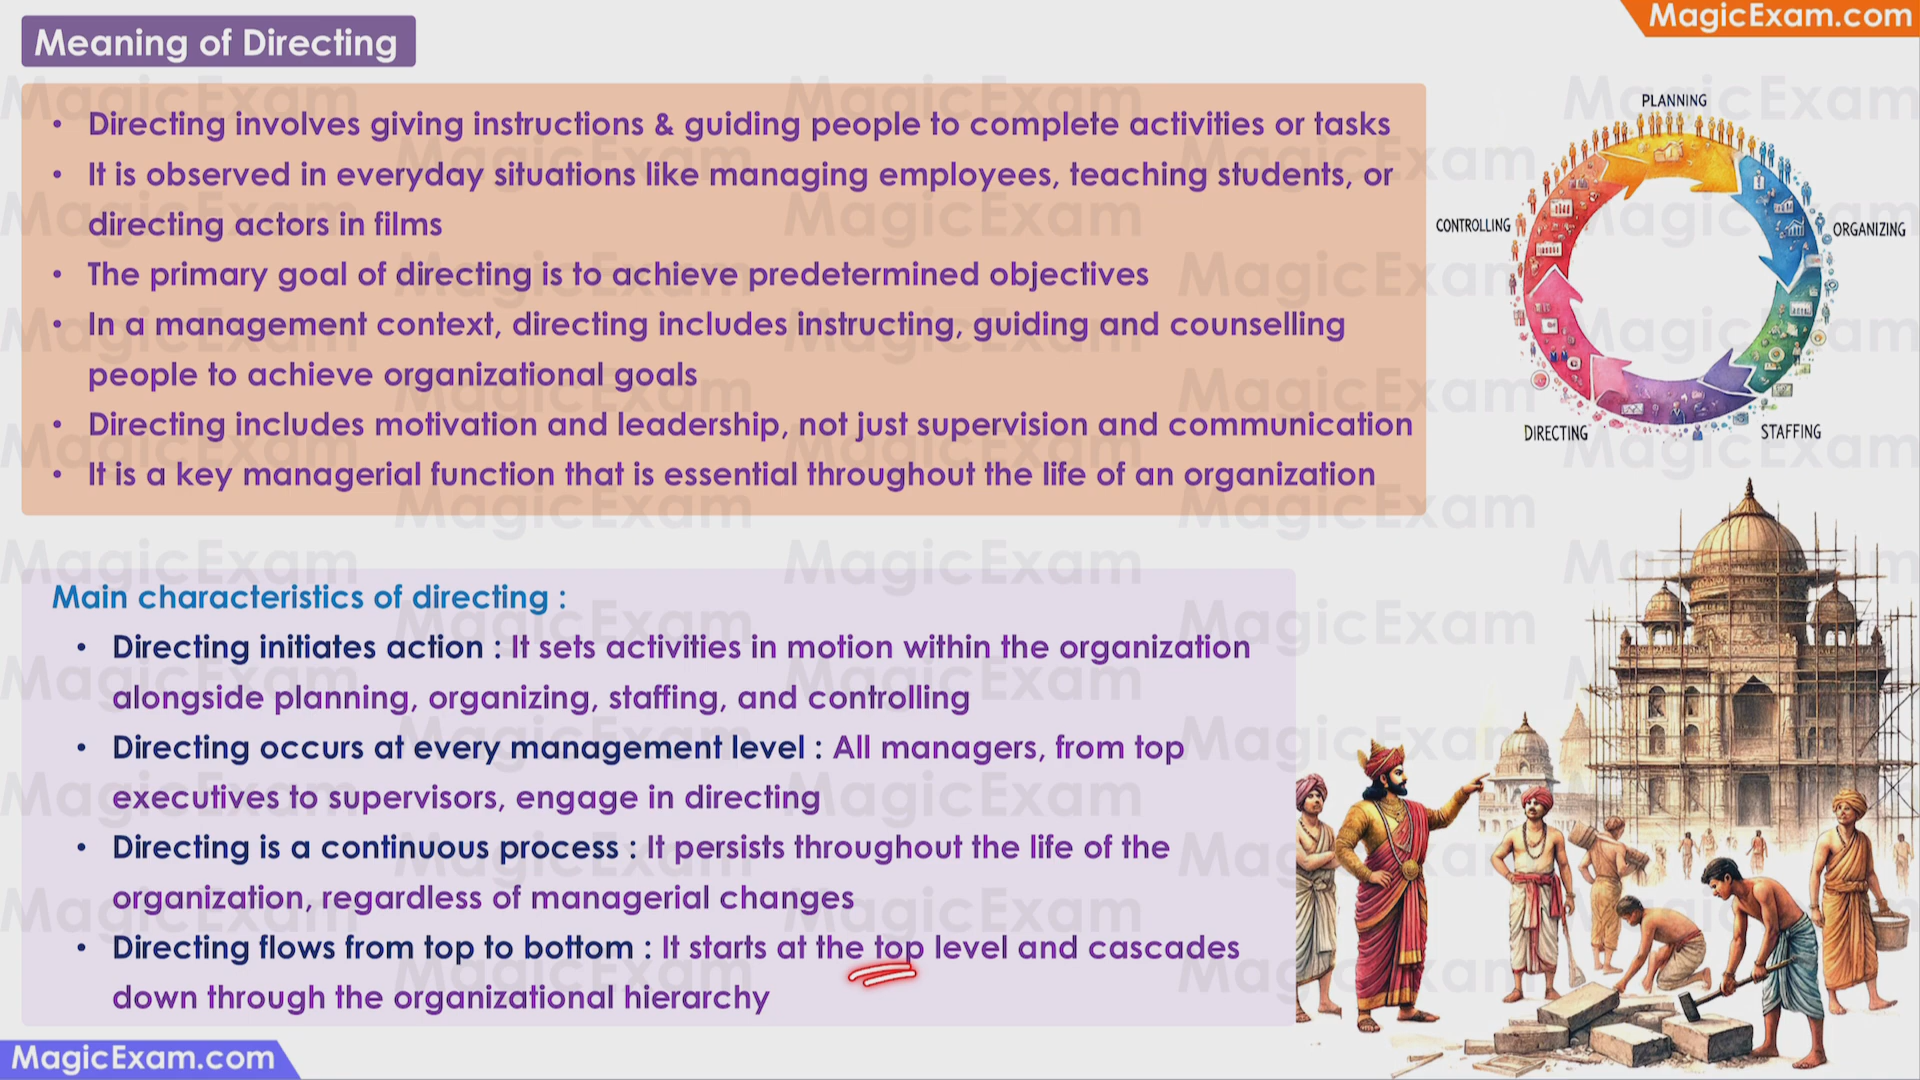 Meaning of Directing
MagicExam.com
• Directing involves giving instructions & guiding people to complete activities or tasks
• It is observed in everyday situations like managing employees, teaching students, or
directing actors in films
• The primary goal of directing is to achieve predetermined objectives
• In a management context, directing includes instructing, guiding and counselling
people to achieve organizational goals
• Directing includes motivation and leadership, not just supervision and communication
• It is a key managerial function that is essential throughout the life of an organization
PLANNING
CONTROLLING
ORGANIZING
DIRECTING
STAFFING
Main characteristics of directing :
• Directing initiates action : It sets activities in motion within the organization
alongside planning, organizing, staffing, and controlling
• Directing occurs at every management level : All managers, from top
executives to supervisors, engage in directing
• Directing is a continuous process : It persists throughout the life of the
organization, regardless of managerial changes
• Directing flows from top to bottom : It starts at the top level and cascades
down through the organizational hierarchy
MagicExam.com